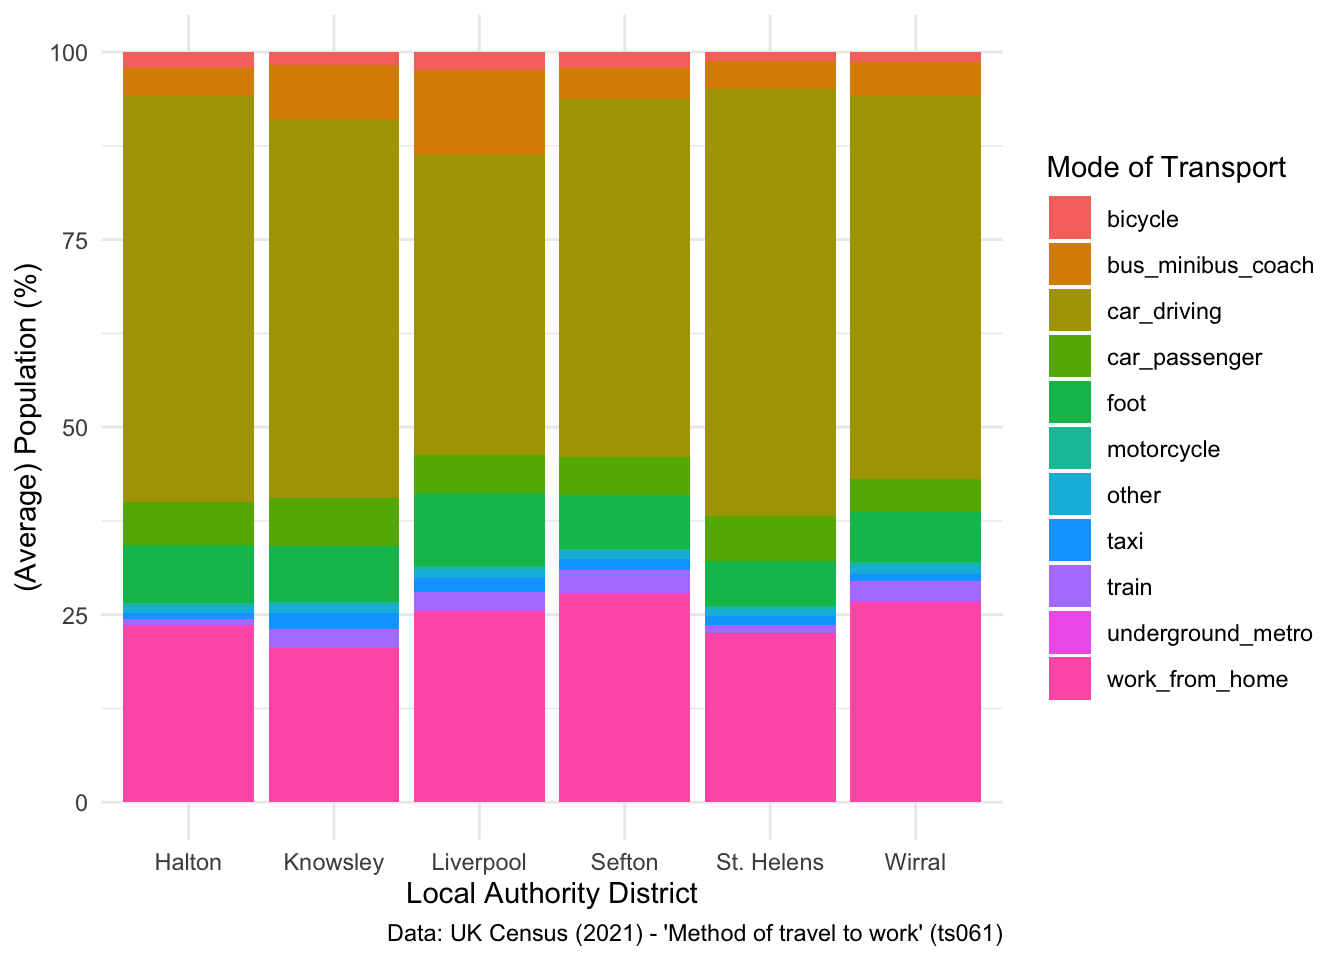 100
75
50
25
0
(Average) Population (%)
Halton
Knowsley
Liverpool
Sefton
St. Helens
Wirral
Local Authority District
Data: UK Census (2021) - 'Method of travel to work' (ts061)
Mode of Transport
bicycle
bus_minibus_coach
car_driving
car_passenger
foot
motorcycle
other
taxi
train
underground_metro
work_from_home